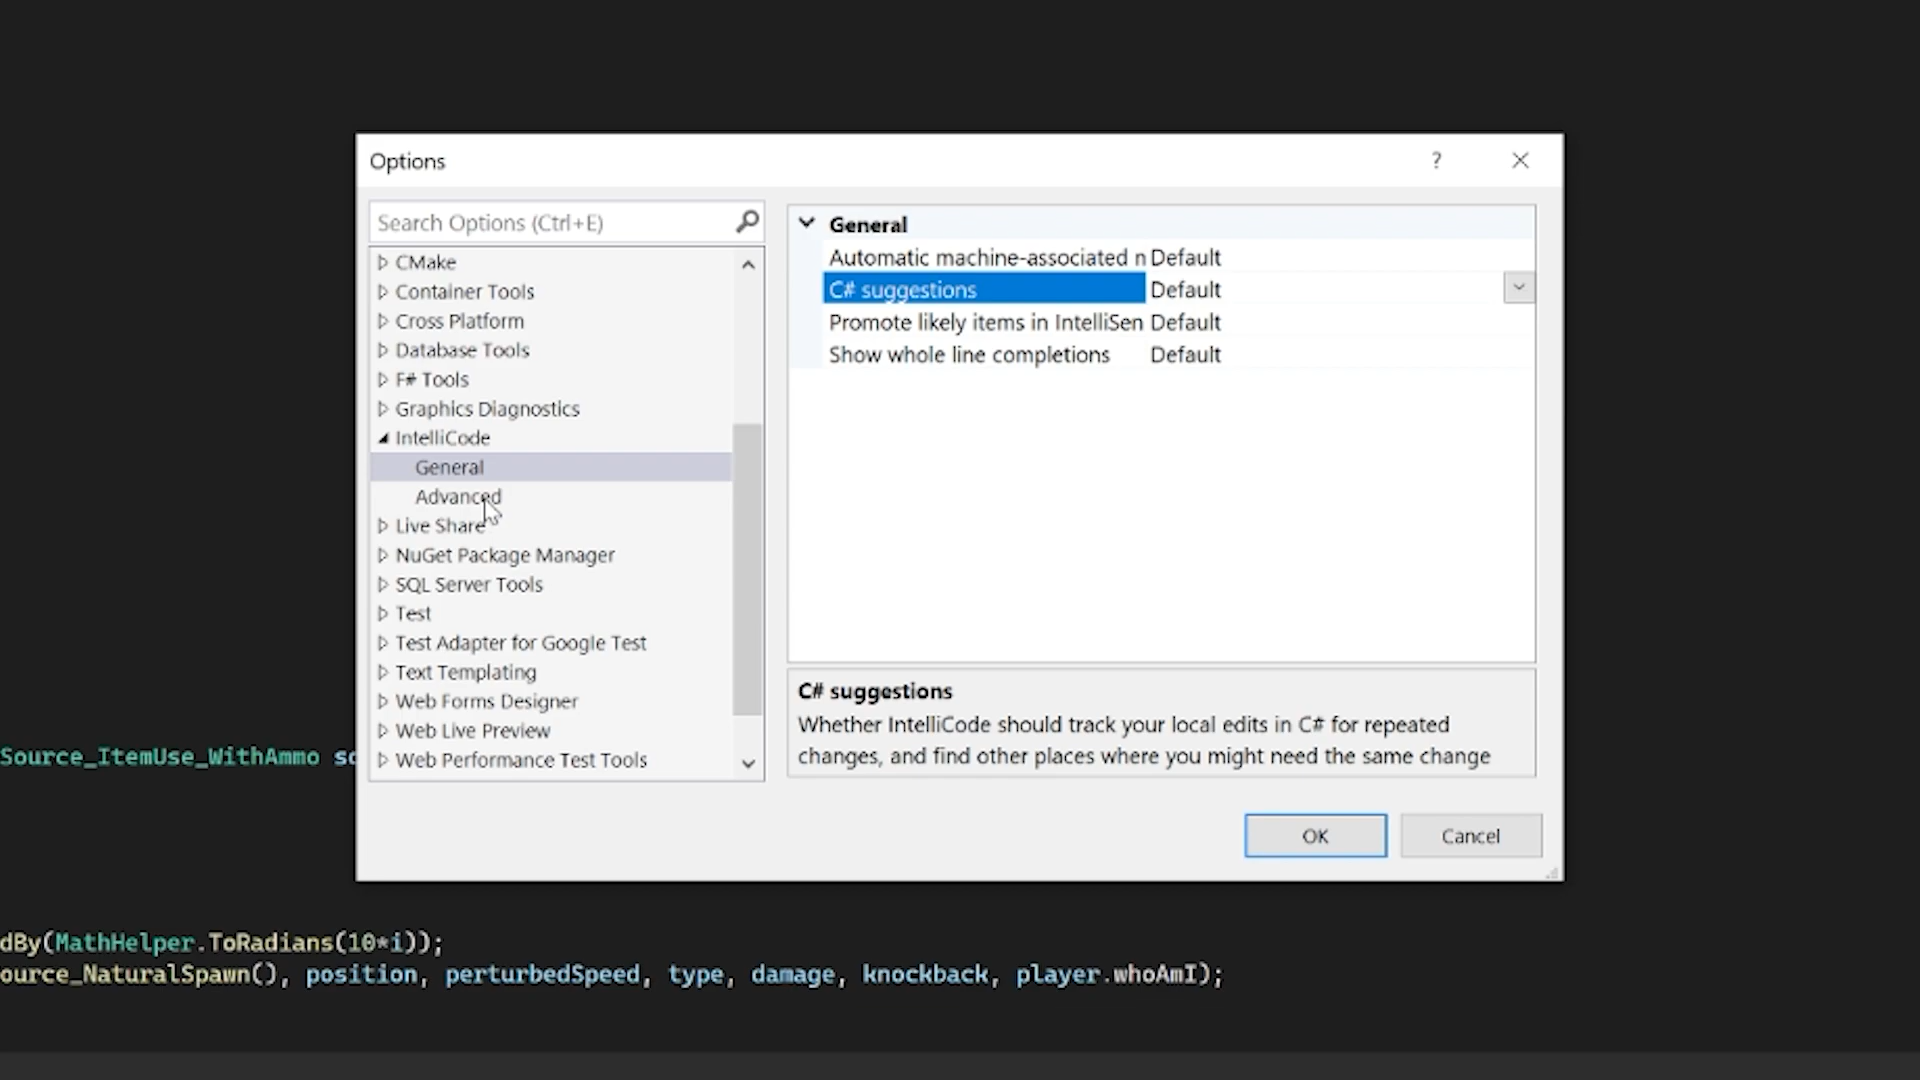 Options
?
Search Options (Ctrl+E)
CMake
Container Tools
Cross Platform
Database Tools
F# Tools
Graphics Diagnostics
IntelliCode
General
Advanced
Live Share
NuGet Package Manager
SQL Server Tools
Test
Test Adapter for Google Test
Text Templating
Web Forms Designer
Web Live Preview
Web Performance Test Tools
General
Automatic machine-associated n Default
C# suggestions Default
Promote likely items in IntelliSen Default
Show whole line completions Default
C# suggestions
Whether IntelliCode should track your local edits in C# for repeated
changes, and find other places where you might need the same change
OK Cancel
Source_ItemUse_WithAmmo so
dBy(MathHelper.ToRadians(10*i));
ource_NaturalSpawn(), position, perturbedSpeed, type, damage, knockback, player.whoAmI);